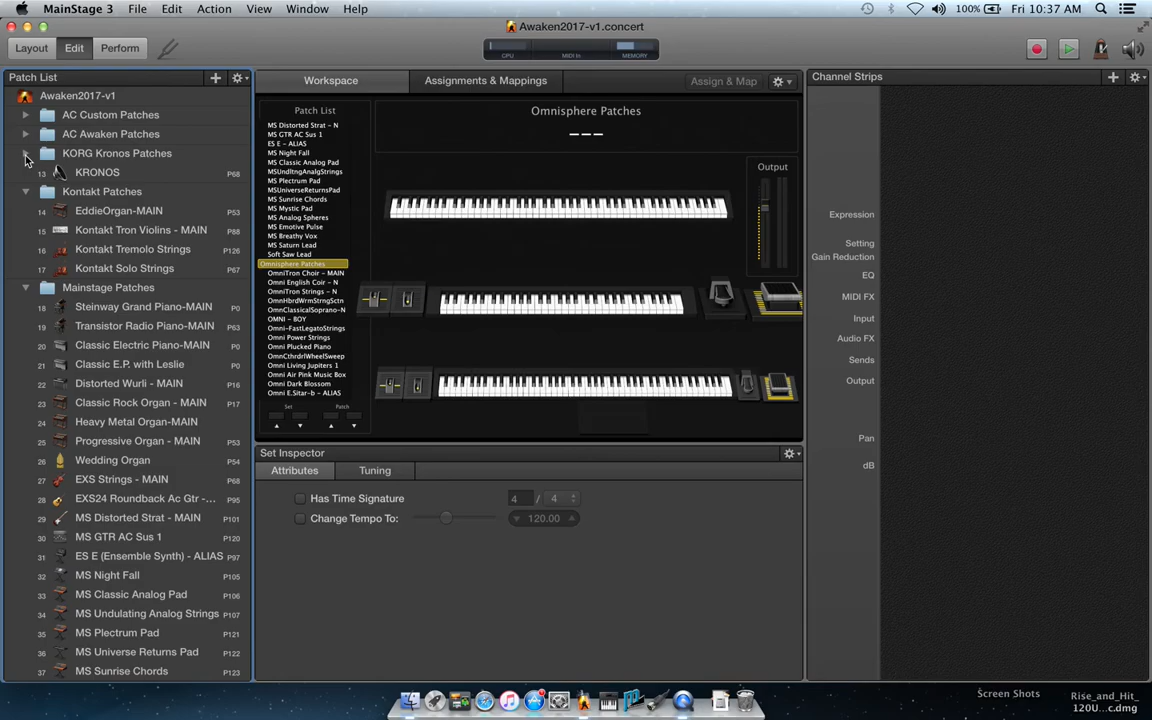 MainStage 3 File Edit Action View Window Help 100% Fri 10:37 AM
Awaken2017-v1.concert
Layout Edit Perform CPU MIDI In MEMORY
Patch List Workspace Assignments & Mappings Assign & Map Channel Strips
Awaken2017-v1
AC Custom Patches
AC Awaken Patches
KORG Kronos Patches
13 KRONOS P68
Kontakt Patches
14 EddieOrgan-MAIN P53
15 Kontakt Tron Violins - MAIN P88
16 Kontakt Tremolo Strings P126
17 Kontakt Solo Strings P67
Mainstage Patches
18 Steinway Grand Piano-MAIN P0
19 Transistor Radio Piano-MAIN P63
20 Classic Electric Piano-MAIN P0
21 Classic E.P. with Leslie P0
22 Distorted Wurli - MAIN P16
23 Classic Rock Organ - MAIN P17
24 Heavy Metal Organ-MAIN P22
25 Progressive Organ - MAIN P53
26 Wedding Organ P54
27 EXS Strings - MAIN P67
28 EXS24 Roundback Ac Gtr -... P95
29 MS Distorted Strat - MAIN P101
30 MS GTR AC Sus 1 P120
31 ES E (Ensemble Synth) - ALIAS P97
32 MS Night Fall P105
33 MS Classic Analog Pad P106
34 MS Undulating Analog Strings P107
35 MS Plectrum Pad P121
36 MS Universe Returns Pad P122
37 MS Sunrise Chords P123
Patch List
MS Distorted Strat - N
MS GTR AC Sus 1
ES E - ALIAS
MS Night Fall
MS Classic Analog Pad
MSUndltngAnalgStrings
MS Plectrum Pad
MSUniverseReturnsPad
MS Sunrise Chords
MS Mystic Pad
MS Analog Spheres
MS Emotive Pulse
MS Breathy Vox
MS Saturn Lead
Soft Saw Lead
Omnisphere Patches
OmniTron Choir - MAIN
Omni English Coir - N
OmniTron Strings - N
OmnHbrdWrmStrngSctn
OmnClassicalSoprano-N
OMNI - BOY
Omni-FastLegatoStrings
Omni Power Strings
Omni Plucked Piano
OmnCthrdrlWheelSweep
Omni Living Jupiters 1
Omni Air Pink Music Box
Omni Dark Blossom
Omni E.Sitar-b - ALIAS
Set Patch
Omnisphere Patches
---
Output
Set Inspector
Attributes Tuning
Has Time Signature 4 / 4
Change Tempo To: 120.00
Expression
Setting
Gain Reduction
EQ
MIDI FX
Input
Audio FX
Sends
Output
Pan
dB
Screen Shots
Rise_and_Hit_
120U...c.dmg